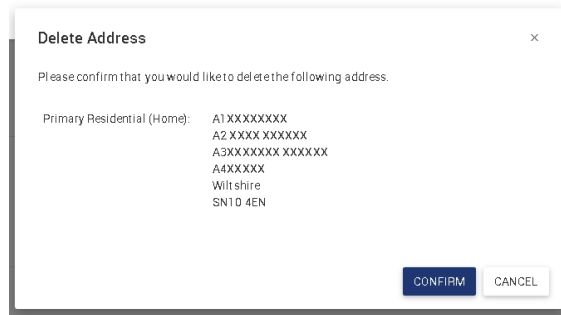 Delete Address ×
Please confirm that you would like to delete the following address.
Primary Residential (Home): A1XXXXXXXX
A2 XXXX XXXXXX
A3XXXXXXX XXXXXX
A4XXXXX
Wiltshire
SN10 4EN
CONFIRM CANCEL